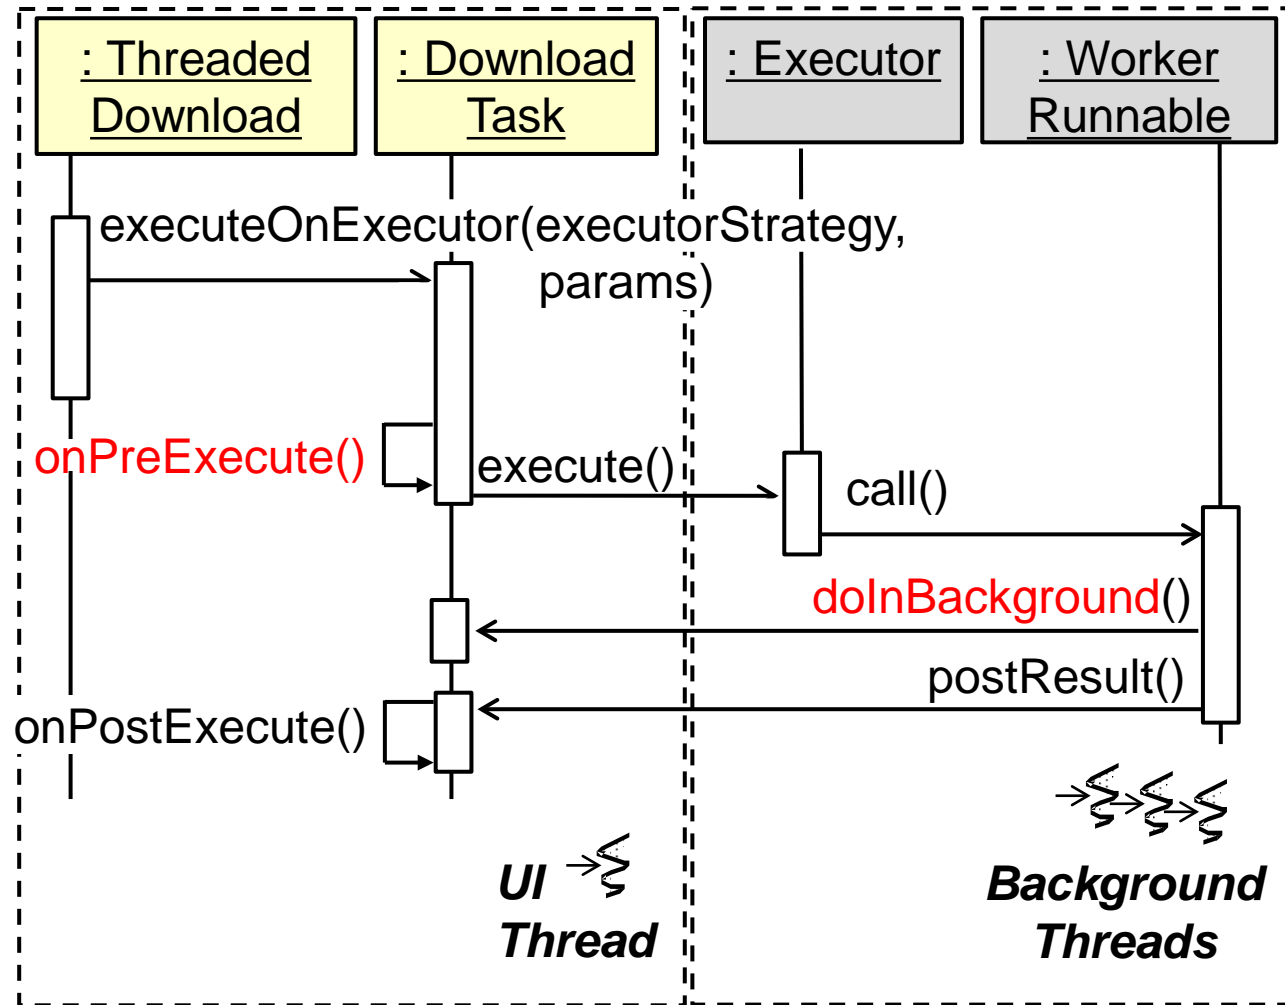 : Threaded
Download
: Download
Task
: Executor
: Worker
Runnable
executeOnExecutor(executorStrategy,
params)
onPreExecute()
execute()
call()
doInBackground()
postResult()
onPostExecute()
UI
Thread
Background
Threads